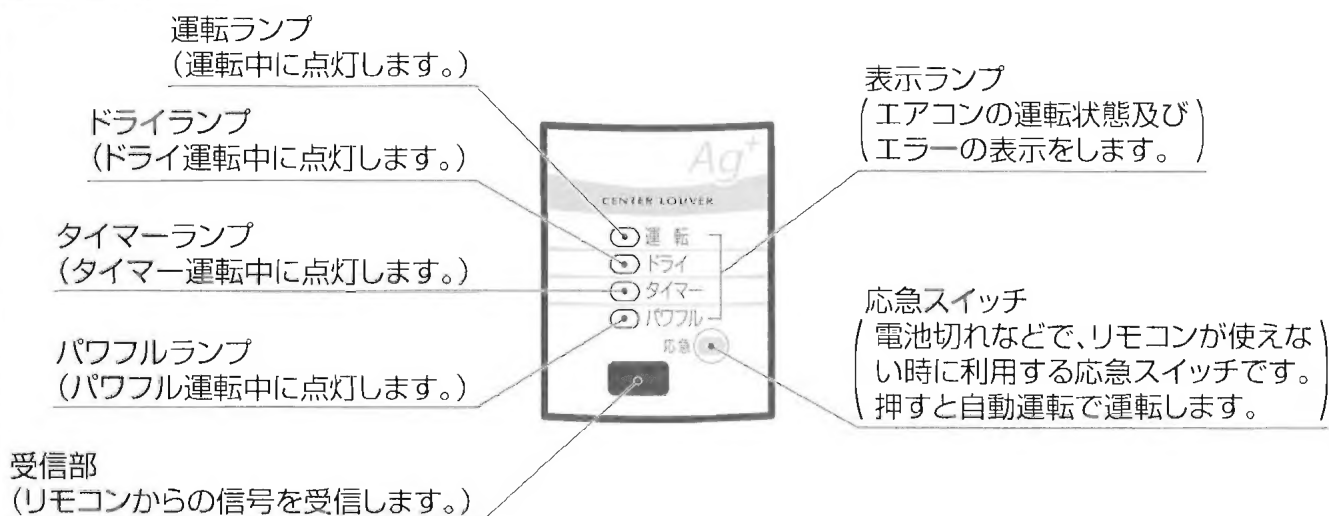 運転ランプ
(運転中に点灯します。)
ドライランプ
(ドライ運転中に点灯します。)
タイマーランプ
(タイマー運転中に点灯します。)
パワフルランプ
(パワフル運転中に点灯します。)
受信部
(リモコンからの信号を受信します。)
Ag+
CENTER LOUVER
運転
ドライ
タイマー
パワフル
応急
表示ランプ
(エアコンの運転状態及び
エラーの表示をします。)
応急スイッチ
(電池切れなどで、リモコンが使えな
い時に利用する応急スイッチです。
押すと自動運転で運転します。)